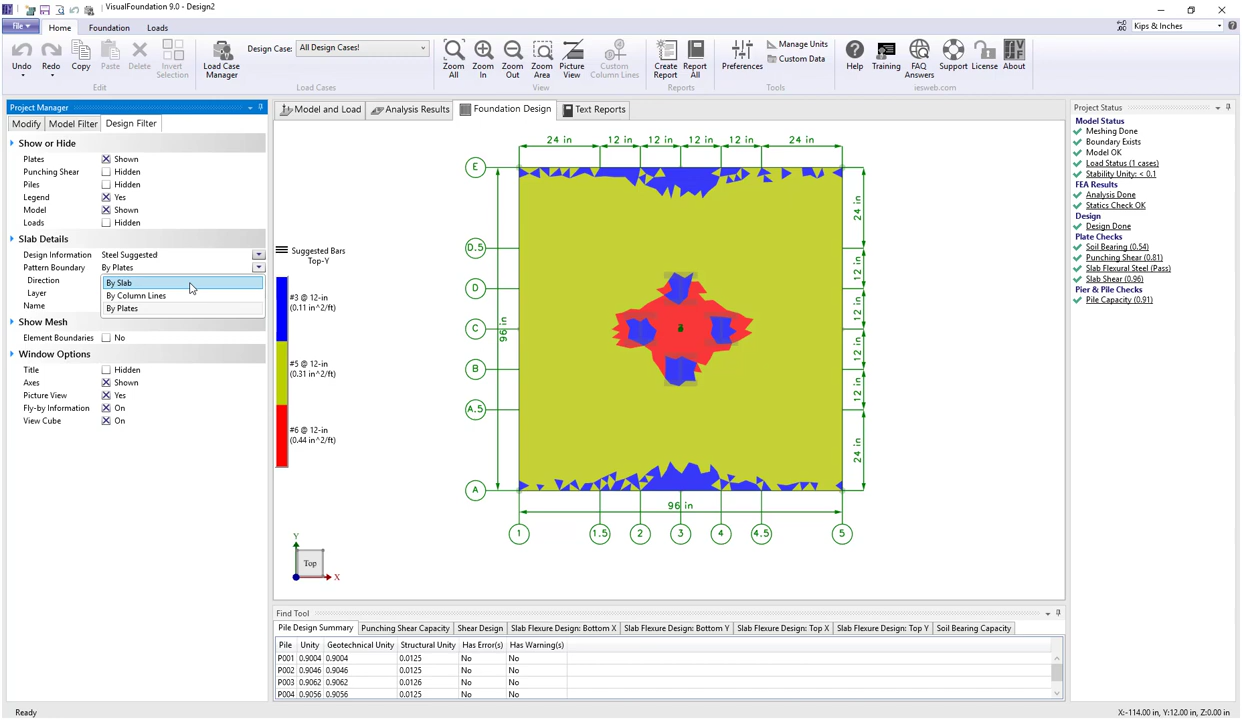 VisualFoundation 9.0 - Design2
File
Home
Foundation
Loads
Kips & Inches
Undo
Redo
Copy
Paste
Delete
Invert Selection
Edit
Load Case Manager
Design Case:
All Design Cases!
Load Cases
Zoom All
Zoom In
Zoom Out
Zoom Area
Picture View
Custom Column Lines
View
Create Report
Report All
Reports
Preferences
Manage Units
Custom Data
Tools
Help
Training
FAQ Answers
Support
License
About
iesweb.com
Project Manager
Modify
Model Filter
Design Filter
Show or Hide
Plates Shown
Punching Shear Hidden
Piles Hidden
Legend Yes
Model Shown
Loads Hidden
Slab Details
Design Information Steel Suggested
Pattern Boundary By Plates
Direction
Layer
Name
By Slab
By Column Lines
By Plates
Show Mesh
Element Boundaries No
Window Options
Title Hidden
Axes Shown
Picture View Yes
Fly-by Information On
View Cube On
Model and Load
Analysis Results
Foundation Design
Text Reports
24 in 12 in 12 in 12 in 12 in 24 in
E
D.5
D
C
B
A.5
A
96 in
24 in
12 in
12 in
12 in
12 in
24 in
96 in
1 1.5 2 3 4 4.5 5
Suggested Bars
Top-Y
#3 @ 12-in
(0.11 in^2/ft)
#5 @ 12-in
(0.31 in^2/ft)
#6 @ 12-in
(0.44 in^2/ft)
Y
Top
X
Project Status
Model Status
Meshing Done
Boundary Exists
Model OK
Load Status (1 cases)
Stability Unity: < 0.1
FEA Results
Analysis Done
Statics Check OK
Design
Design Done
Plate Checks
Soil Bearing (0.54)
Punching Shear (0.81)
Slab Flexural Steel (Pass)
Slab Shear (0.96)
Pier & Pile Checks
Pile Capacity (0.91)
Find Tool
Pile Design Summary
Punching Shear Capacity
Shear Design
Slab Flexure Design: Bottom X
Slab Flexure Design: Bottom Y
Slab Flexure Design: Top X
Slab Flexure Design: Top Y
Soil Bearing Capacity
Pile Unity Geotechnical Unity Structural Unity Has Error(s) Has Warning(s)
P001 0.9004 0.9004 0.0125 No No
P002 0.9046 0.9046 0.0125 No No
P003 0.9062 0.9062 0.0126 No No
P004 0.9056 0.9056 0.0125 No No
Ready
X:-114.00 in, Y:12.00 in, Z:0.00 in